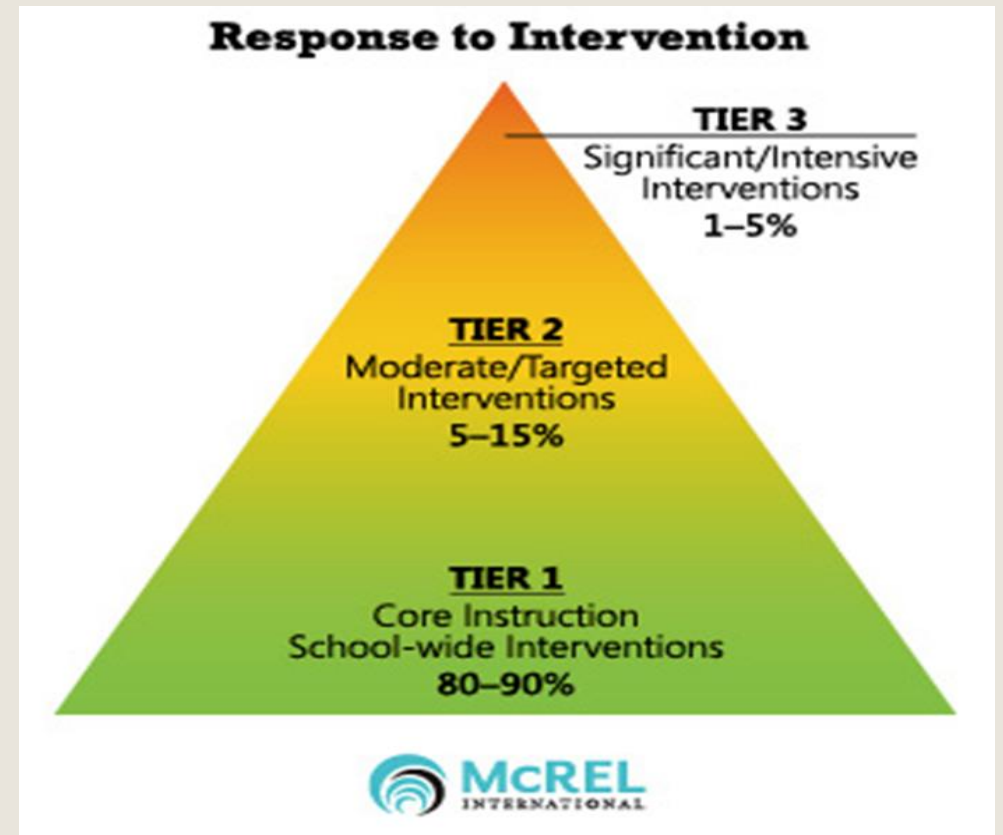 Response to Intervention
TIER 3
Significant/Intensive
Interventions
1–5%
TIER 2
Moderate/Targeted
Interventions
5–15%
TIER 1
Core Instruction
School-wide Interventions
80–90%
McREL
INTERNATIONAL